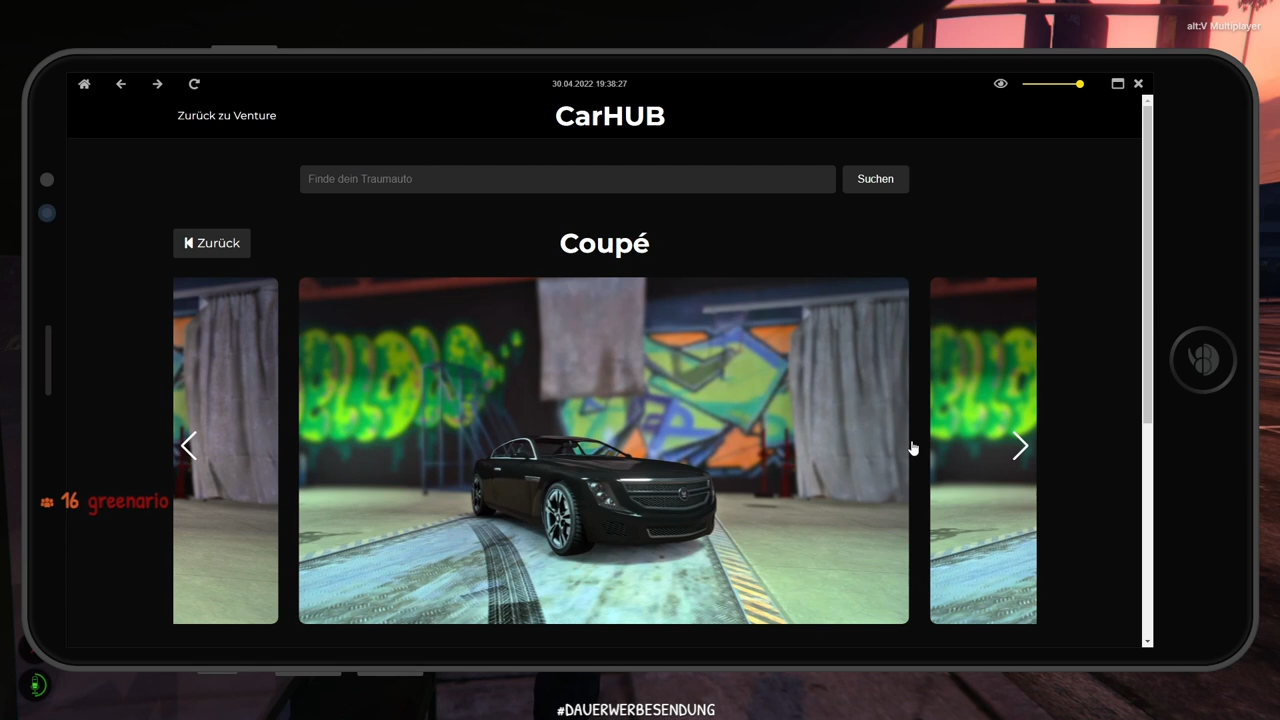 alt:V Multiplayer
30.04.2022 19:38:27
Zurück zu Venture
CarHUB
Finde dein Traumauto
Suchen
Zurück
Coupé
16 greenario
#DAUERWERBESENDUNG